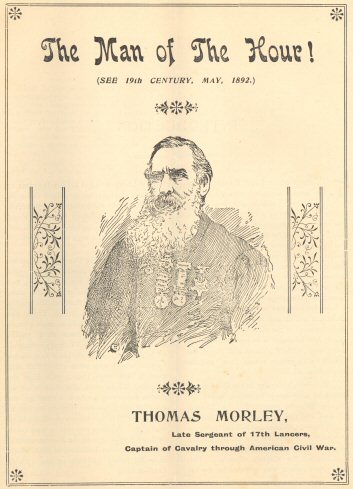 The Man of The Hour!
(SEE 19th CENTURY, MAY, 1892.)
THOMAS MORLEY,
Late Sergeant of 17th Lancers,
Captain of Cavalry through American Civil War.